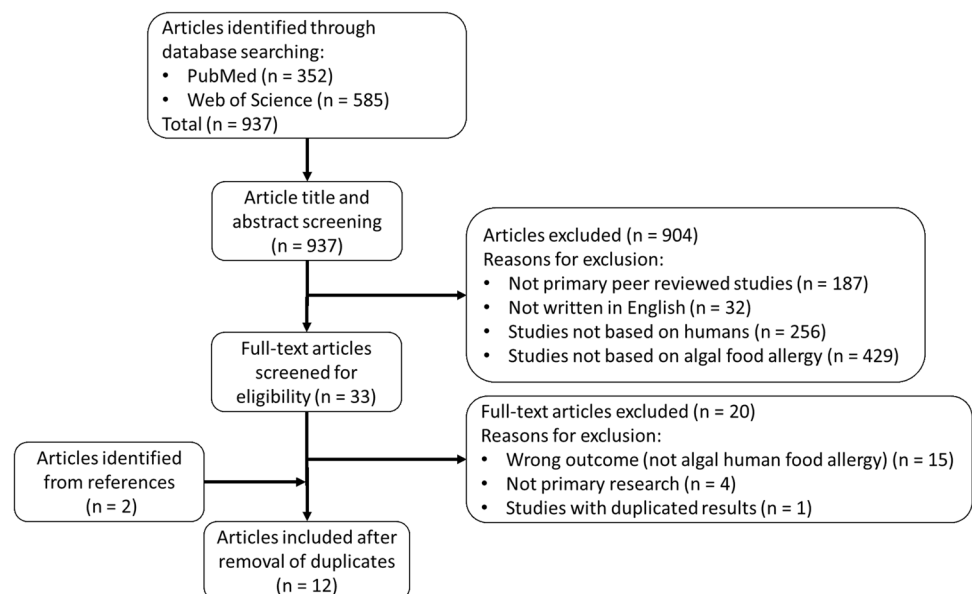 Articles identified through
database searching:
• PubMed (n = 352)
• Web of Science (n = 585)
Total (n = 937)
Article title and
abstract screening
(n = 937)
Articles excluded (n = 904)
Reasons for exclusion:
• Not primary peer reviewed studies (n = 187)
• Not written in English (n = 32)
• Studies not based on humans (n = 256)
• Studies not based on algal food allergy (n = 429)
Full-text articles
screened for
eligibility (n = 33)
Full-text articles excluded (n = 20)
Reasons for exclusion:
• Wrong outcome (not algal human food allergy) (n = 15)
• Not primary research (n = 4)
• Studies with duplicated results (n = 1)
Articles identified
from references
(n = 2)
Articles included after
removal of duplicates
(n = 12)